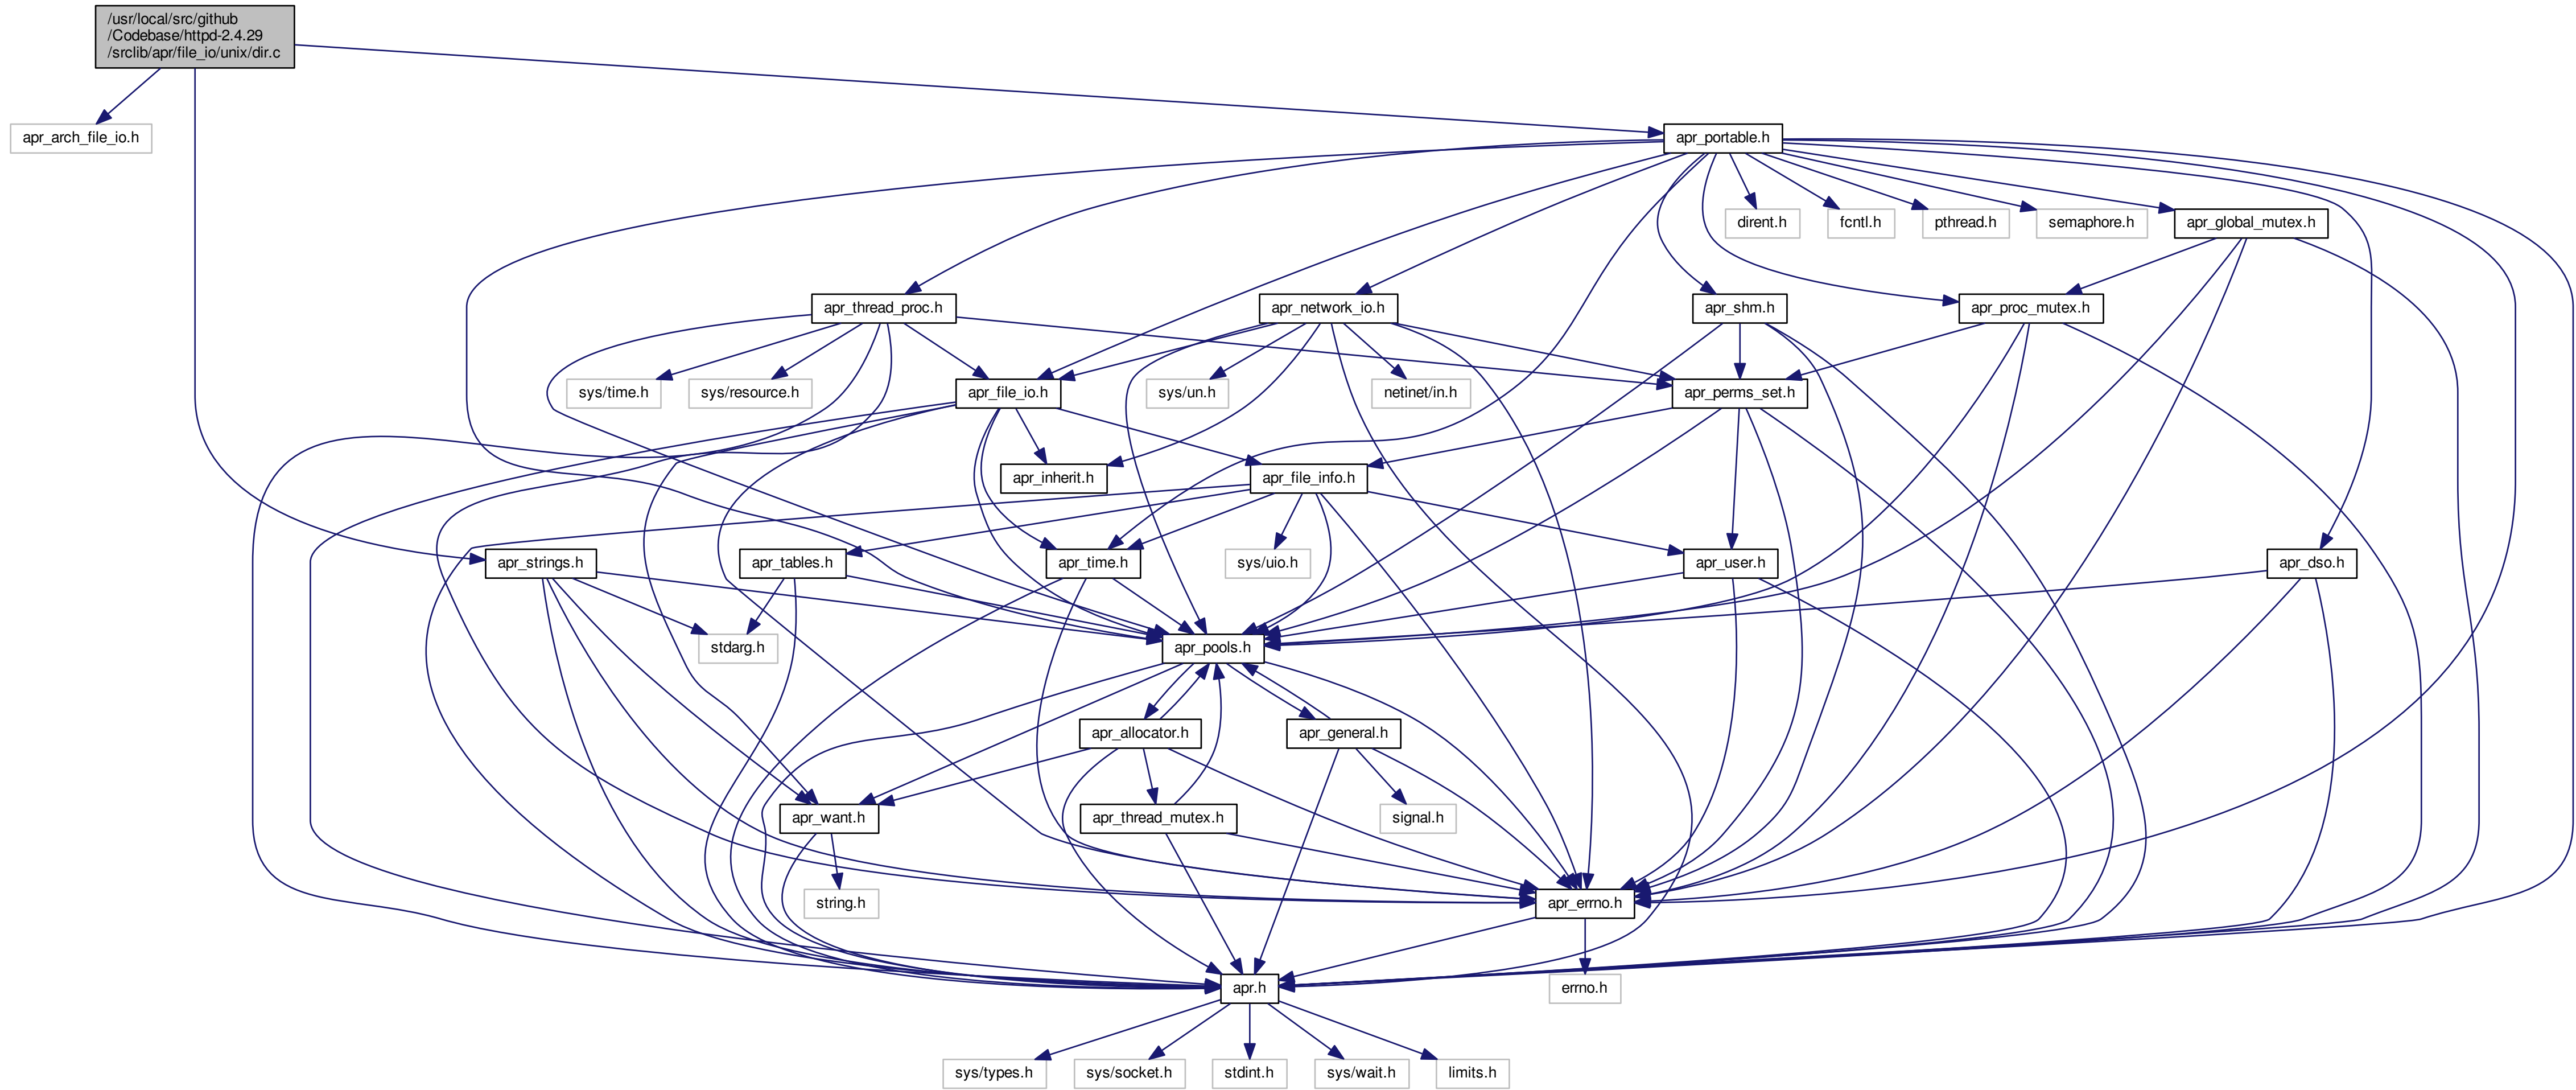 /usr/local/src/github
/Codebase/httpd-2.4.29
/srclib/apr/file_io/unix/dir.c
apr_arch_file_io.h
apr_portable.h
dirent.h
fcntl.h
pthread.h
semaphore.h
apr_global_mutex.h
apr_thread_proc.h
apr_network_io.h
apr_shm.h
apr_proc_mutex.h
sys/time.h
sys/resource.h
apr_file_io.h
sys/un.h
netinet/in.h
apr_perms_set.h
apr_inherit.h
apr_file_info.h
apr_strings.h
apr_tables.h
apr_time.h
sys/uio.h
apr_user.h
apr_dso.h
stdarg.h
apr_pools.h
apr_allocator.h
apr_general.h
apr_want.h
apr_thread_mutex.h
signal.h
string.h
apr_errno.h
apr.h
errno.h
sys/types.h
sys/socket.h
stdint.h
sys/wait.h
limits.h